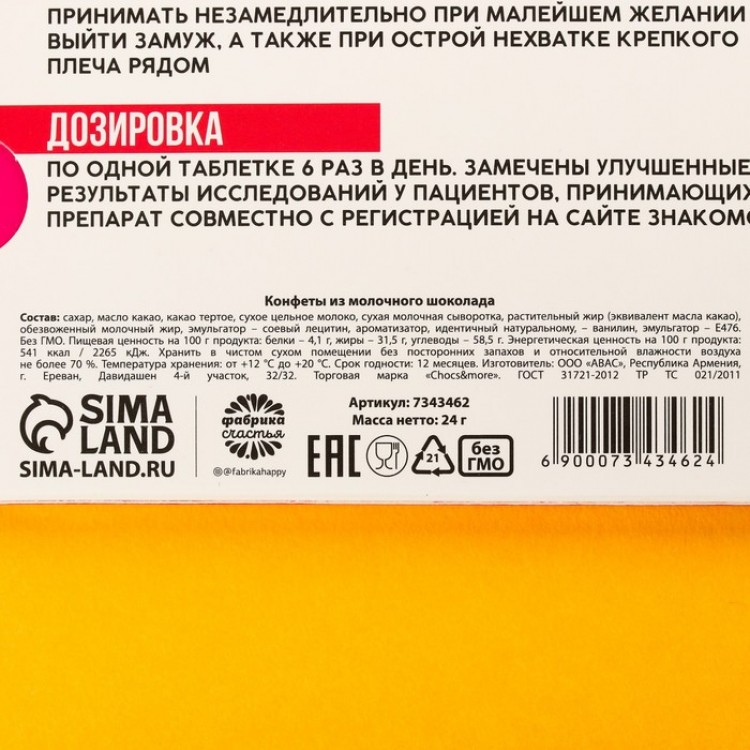 ПРИНИМАТЬ НЕЗАМЕДЛИТЕЛЬНО ПРИ МАЛЕЙШЕМ ЖЕЛАНИИ
ВЫЙТИ ЗАМУЖ, А ТАКЖЕ ПРИ ОСТРОЙ НЕХВАТКЕ КРЕПКОГО
ПЛЕЧА РЯДОМ
ДОЗИРОВКА
ПО ОДНОЙ ТАБЛЕТКЕ 6 РАЗ В ДЕНЬ. ЗАМЕЧЕНЫ УЛУЧШЕННЫЕ
РЕЗУЛЬТАТЫ ИССЛЕДОВАНИЙ У ПАЦИЕНТОВ, ПРИНИМАЮЩИХ
ПРЕПАРАТ СОВМЕСТНО С РЕГИСТРАЦИЕЙ НА САЙТЕ ЗНАКОМС
Конфеты из молочного шоколада
Состав: сахар, масло какао, какао тертое, сухое цельное молоко, сухая молочная сыворотка, растительный жир (эквивалент масла какао),
обезвоженный молочный жир, эмульгатор – соевый лецитин, ароматизатор, идентичный натуральному, – ванилин, эмульгатор – E476.
Без ГМО. Пищевая ценность на 100 г продукта: белки – 4,1 г, жиры – 31,5 г, углеводы – 58,5 г. Энергетическая ценность на 100 г продукта:
541 ккал / 2265 кДж. Хранить в чистом сухом помещении без посторонних запахов и относительной влажности воздуха
не более 70 %. Температура хранения: от +12 °C до +20 °C. Срок годности: 12 месяцев. Изготовитель: ООО «АВАС», Республика Армения,
г. Ереван, Давидашен 4-й участок, 32/32. Торговая марка «Chocs&more». ГОСТ 31721-2012 ТР ТС 021/2011
SIMA
LAND
SIMA-LAND.RU
фабрика
счастья
@fabrikahappy
Артикул: 7343462
Масса нетто: 24 г
EAC
21
без
ГМО
6 900073 434624